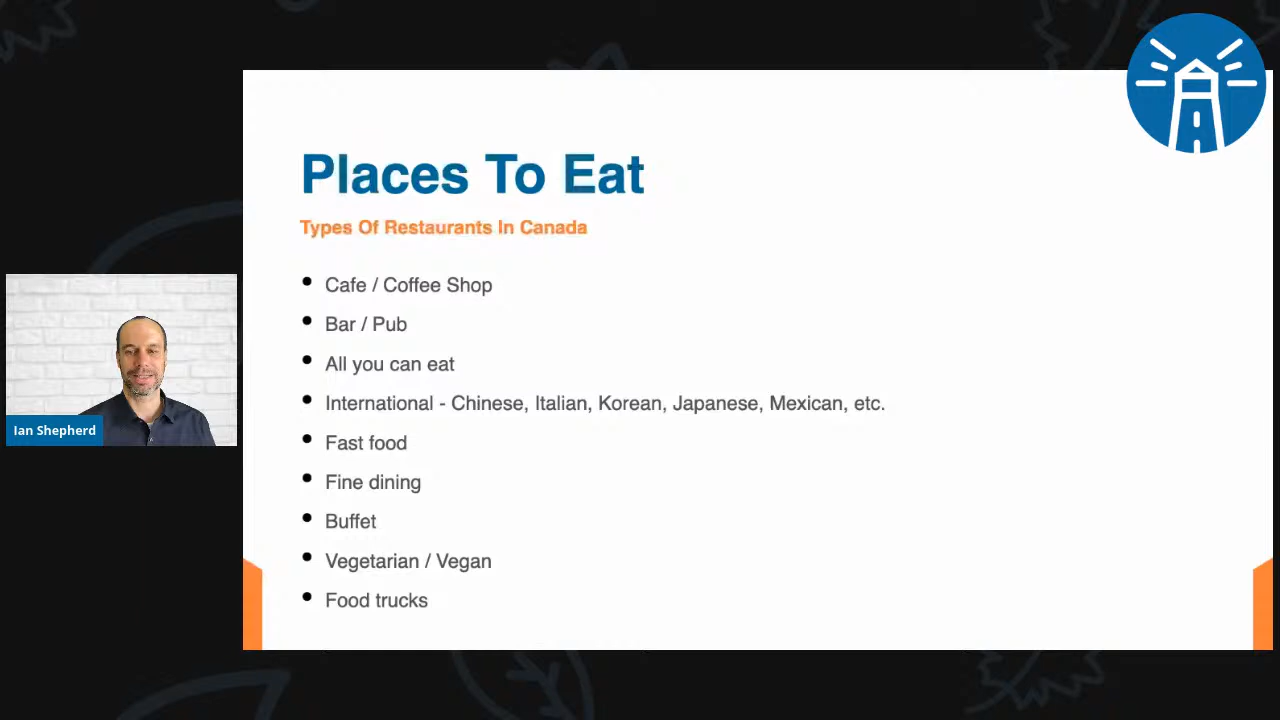 Places To Eat
Types Of Restaurants In Canada
Cafe / Coffee Shop
Bar / Pub
All you can eat
International - Chinese, Italian, Korean, Japanese, Mexican, etc.
Fast food
Fine dining
Buffet
Vegetarian / Vegan
Food trucks
Ian Shepherd